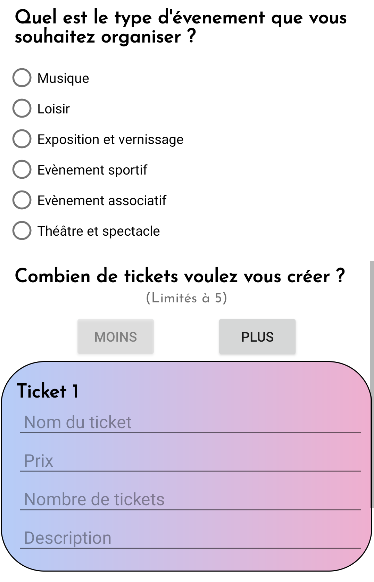 Quel est le type d'évenement que vous
souhaitez organiser ?
Musique
Loisir
Exposition et vernissage
Evènement sportif
Evènement associatif
Théâtre et spectacle
Combien de tickets voulez vous créer ?
(Limités à 5)
MOINS PLUS
Ticket 1
Nom du ticket
Prix
Nombre de tickets
Description